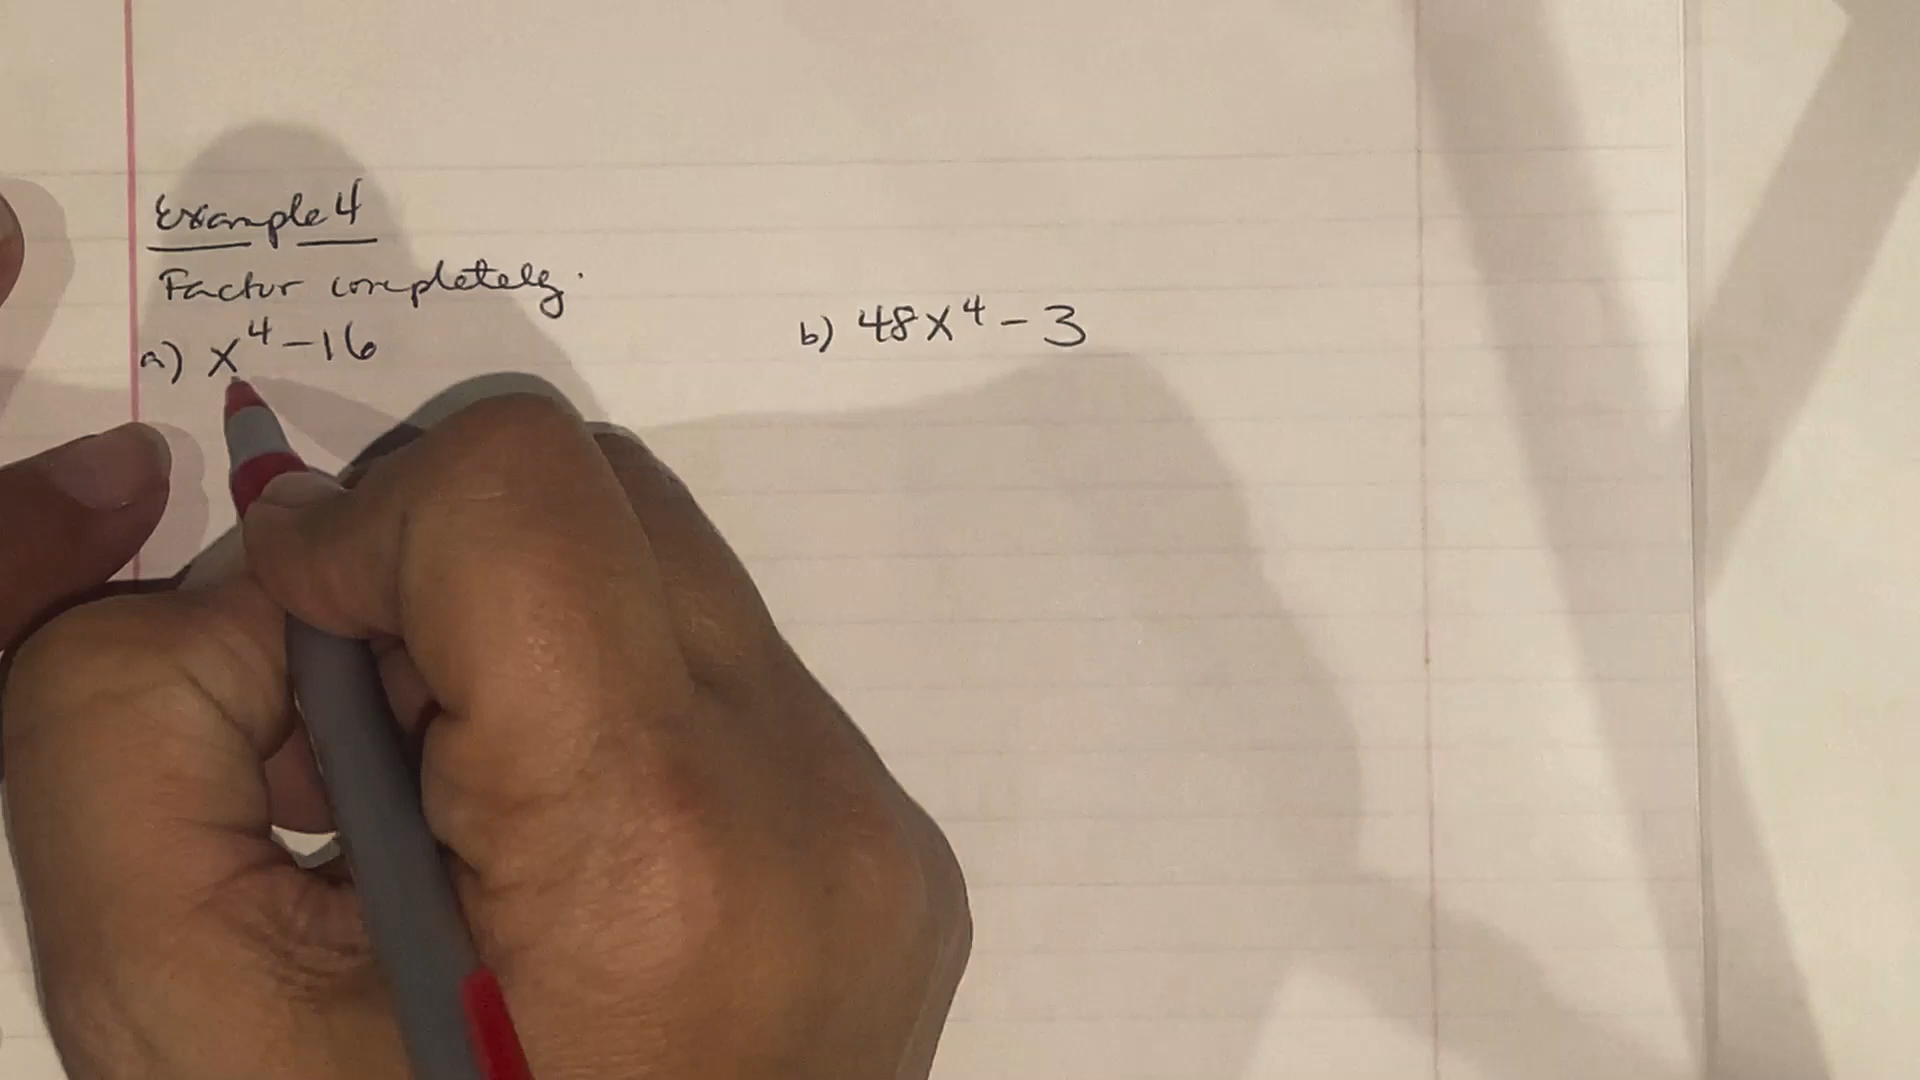 Example 4
Factor completely.
a) x⁴ - 16
b) 48x⁴ - 3